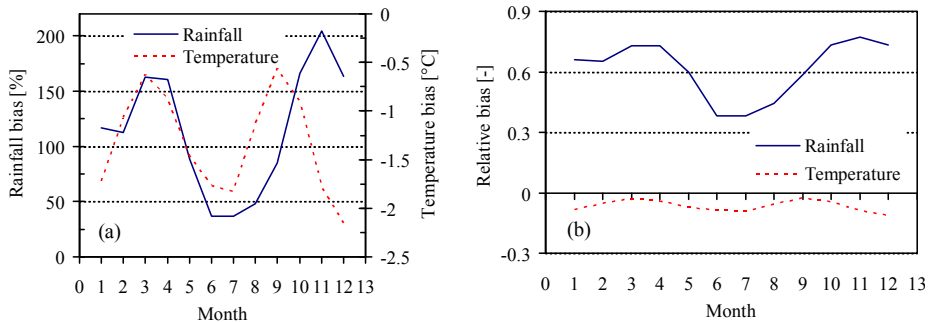 200
150
100
50
0
Rainfall bias [%]
Rainfall
Temperature
(a)
0
-0.5
-1
-1.5
-2
-2.5
Temperature bias [°C]
0 1 2 3 4 5 6 7 8 9 10 11 12 13
Month
0.9
0.6
0.3
0
-0.3
Relative bias [-]
Rainfall
Temperature
(b)
0 1 2 3 4 5 6 7 8 9 10 11 12 13
Month